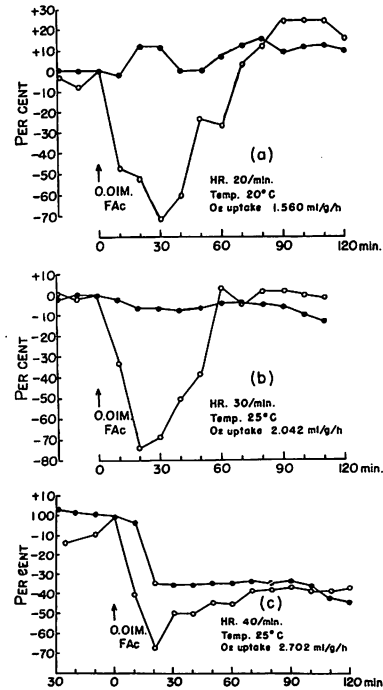 +30
+20
+10
0
-10
-20
-30
-40
-50
-60
-70
PER CENT
(a)
0.01M.
FAc
HR. 20/min.
Temp. 20°C
O2 uptake 1.560 ml/g/h
0 30 60 90 120 min.
+10
0
-10
-20
-30
-40
-50
-60
-70
-80
PER CENT
(b)
0.01M.
FAc
HR. 30/min.
Temp. 25°C
O2 uptake 2.042 ml/g/h
0 30 60 90 120 min.
+10
±00
-10
-20
-30
-40
-50
-60
-70
PER CENT
0.01M.
FAc
(c)
HR. 40/min.
Temp. 25°C
O2 uptake 2.702 ml/g/h
30 0 30 60 90 120 min.